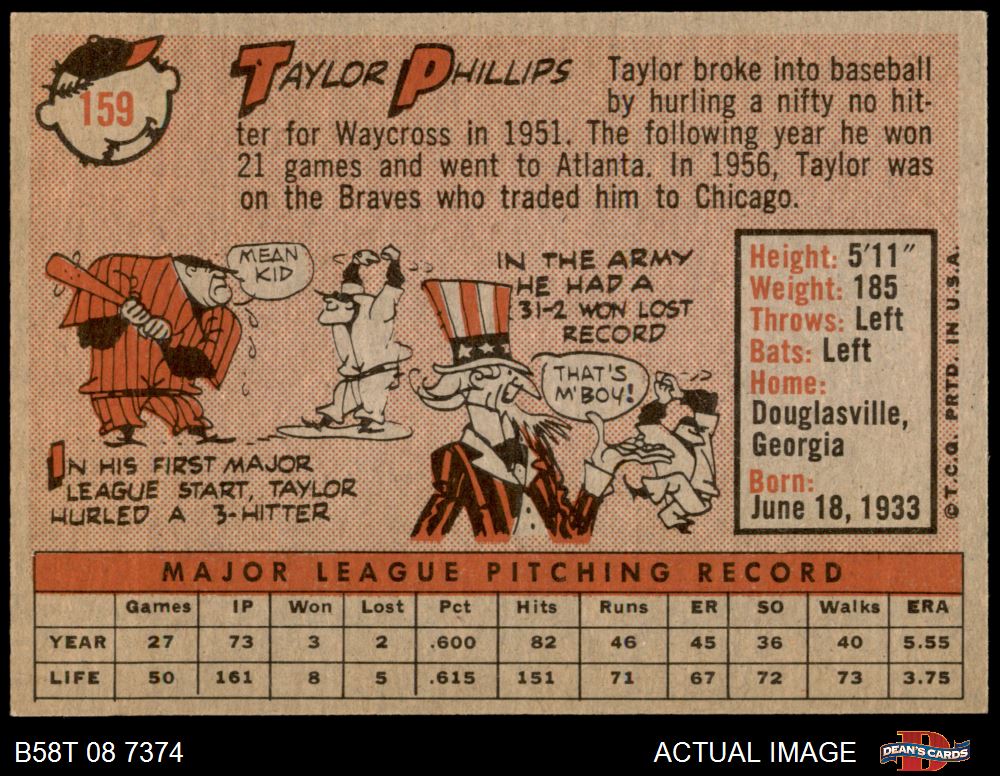 159
TAYLOR PHILLIPS
Taylor broke into baseball
by hurling a nifty no hit-
ter for Waycross in 1951. The following year he won
21 games and went to Atlanta. In 1956, Taylor was
on the Braves who traded him to Chicago.
MEAN
KID
IN HIS FIRST MAJOR
LEAGUE START, TAYLOR
HURLED A 3-HITTER
IN THE ARMY
HE HAD A
31-2 WON LOST
RECORD
THAT'S
M'BOY!
Height: 5'11"
Weight: 185
Throws: Left
Bats: Left
Home:
Douglasville,
Georgia
Born:
June 18, 1933
© T.C.G. PRTD. IN U.S.A.
MAJOR LEAGUE PITCHING RECORD
Games IP Won Lost Pct Hits Runs ER SO Walks ERA
YEAR 27 73 3 2 .600 82 46 45 36 40 5.55
LIFE 50 161 8 5 .615 151 71 67 72 73 3.75
B58T 08 7374
ACTUAL IMAGE
DEAN'S CARDS